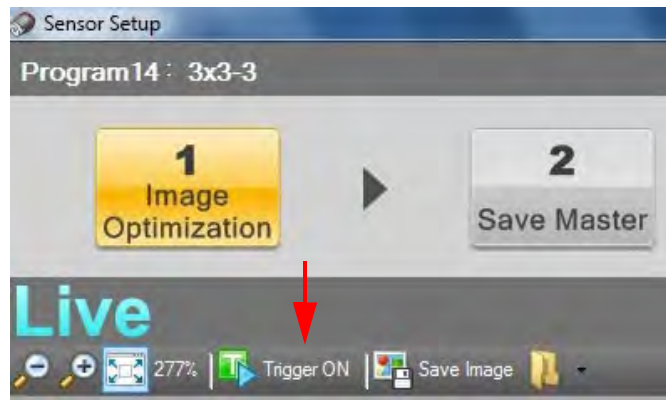 Sensor Setup
Program14 : 3x3-3
1
Image
Optimization
2
Save Master
Live
277% Trigger ON Save Image